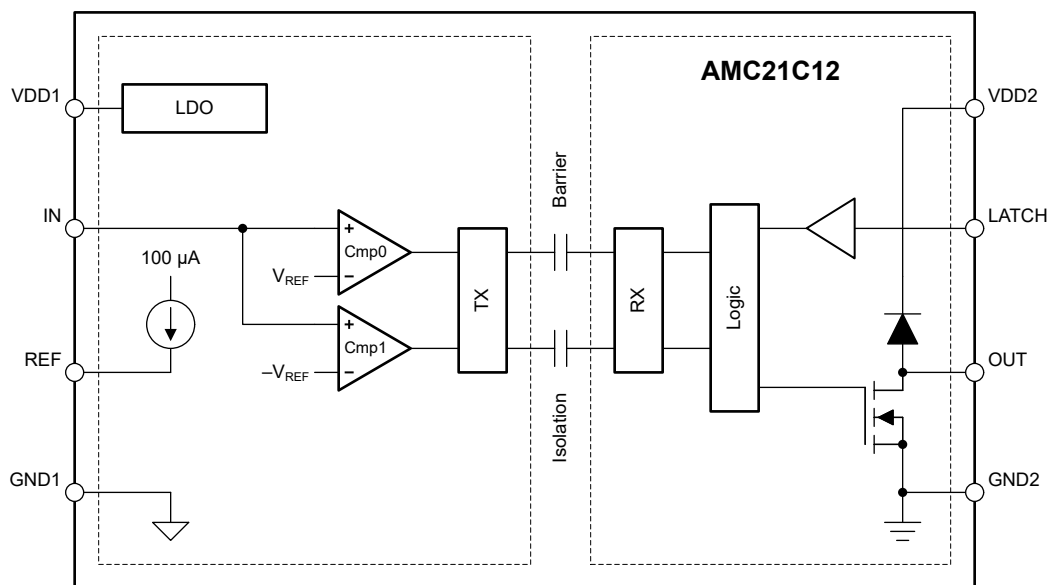 AMC21C12
VDD1
LDO
VDD2
IN
Barrier
LATCH
+
Cmp0
VREF
−
100 µA
TX
RX
Logic
+
Cmp1
–VREF
−
REF
OUT
Isolation
GND1
GND2